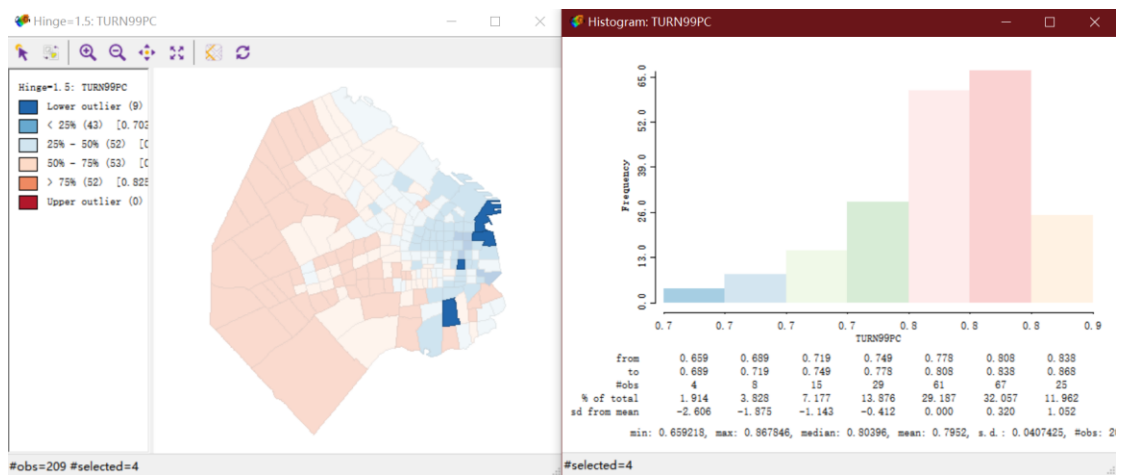 Hinge=1.5: TURN99PC
Hinge=1.5: TURN99PC
Lower outlier (9)
< 25% (43) [0.703
25% - 50% (52) [0
50% - 75% (53) [0
> 75% (52) [0.825
Upper outlier (0)
#obs=209 #selected=4
Histogram: TURN99PC
Frequency
65.0
52.0
39.0
26.0
13.0
0.0
0.7 0.7 0.7 0.7 0.8 0.8 0.8 0.9
TURN99PC
from 0.659 0.689 0.719 0.749 0.778 0.808 0.838
to 0.689 0.719 0.749 0.778 0.808 0.838 0.868
#obs 4 8 15 29 61 67 25
% of total 1.914 3.828 7.177 13.876 29.187 32.057 11.962
sd from mean -2.606 -1.875 -1.143 -0.412 0.000 0.320 1.052
min: 0.659218, max: 0.867846, median: 0.80396, mean: 0.7952, s.d.: 0.0407425, #obs: 20
#selected=4